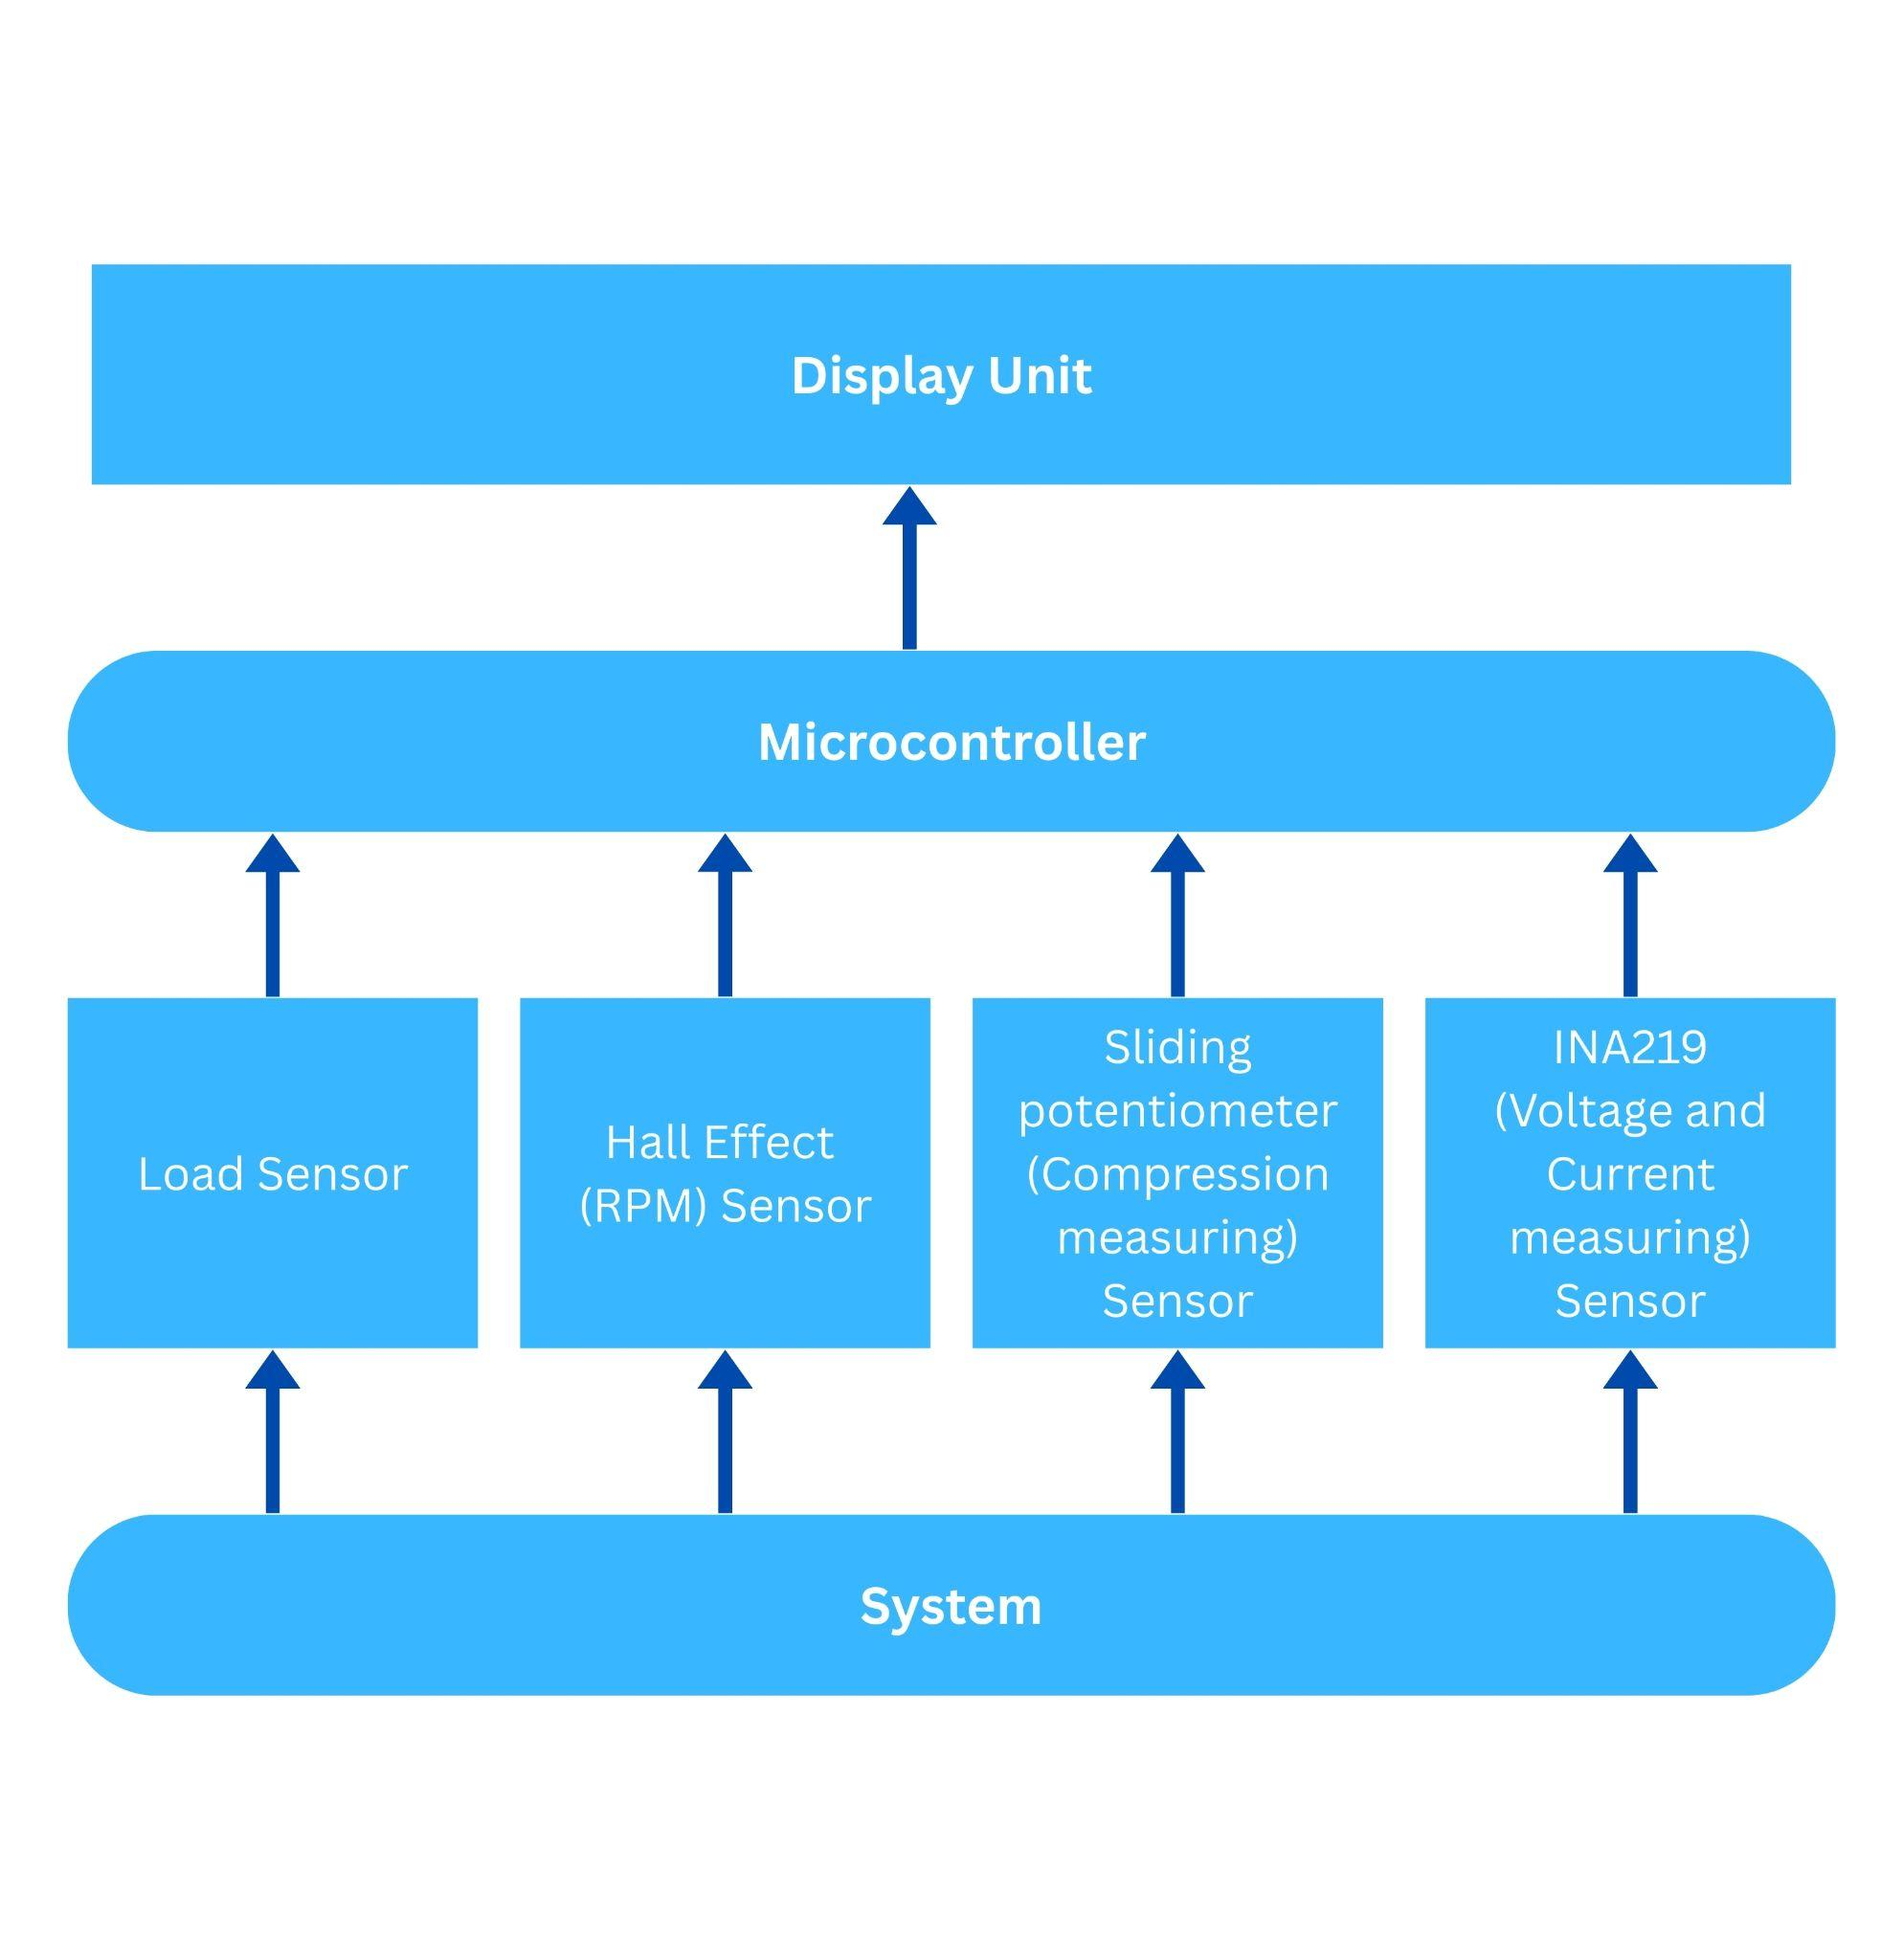 Display Unit
Microcontroller
Load Sensor
Hall Effect
(RPM) Sensor
Sliding
potentiometer
(Compression
measuring)
Sensor
INA219
(Voltage and
Current
measuring)
Sensor
System